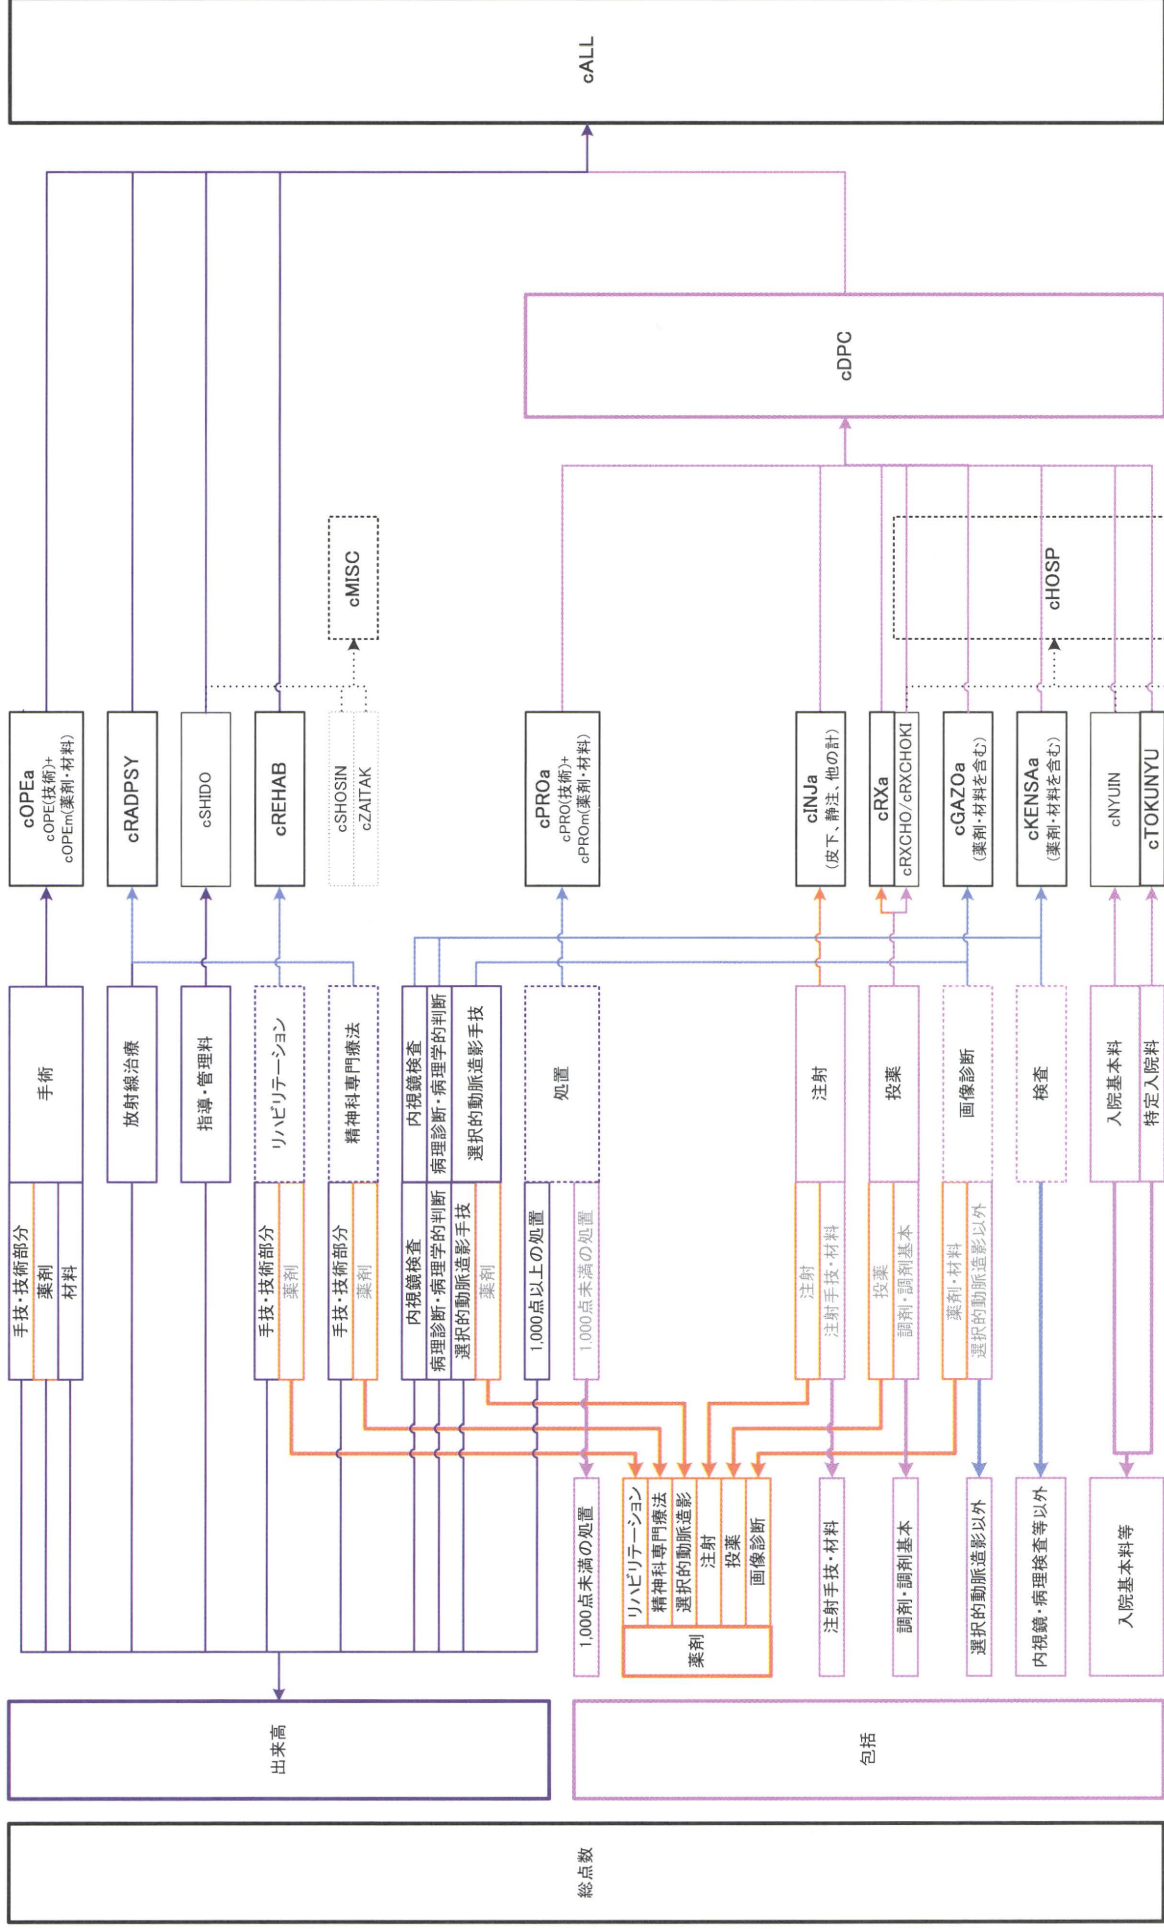 総点数
出来高
包括
1,000点未満の処置
薬剤
リハビリテーション
精神科専門療法
選択的動脈造影
注射
投薬
画像診断
注射手技・材料
調剤・調剤基本
選択的動脈造影以外
内視鏡・病理検査等以外
入院基本料等
手技・技術部分
薬剤
材料
手技・技術部分
薬剤
手技・技術部分
薬剤
内視鏡検査
病理診断・病理学的判断
選択的動脈造影手技
薬剤
1,000点以上の処置
1,000点未満の処置
注射
注射手技・材料
投薬
調剤・調剤基本
薬剤・材料
選択的動脈造影以外
手術
放射線治療
指導・管理料
リハビリテーション
精神科専門療法
内視鏡検査
病理診断・病理学的判断
選択的動脈造影手技
処置
注射
投薬
画像診断
検査
入院基本料
特定入院料
cOPEa
cOPE(技術)+
cOPEm(薬剤・材料)
cRADPSY
cSHIDO
cREHAB
cSHOSIN
cZAITAK
cPROa
cPRO(技術)+
cPROm(薬剤・材料)
cINJa
(皮下、静注、他の計)
cRXa
cRXCHO/cRXCHOKI
cGAZOa
(薬剤・材料を含む)
cKENSAa
(薬剤・材料を含む)
cNYUIN
cTOKUNYU
cMISC
cHOSP
cDPC
cALL